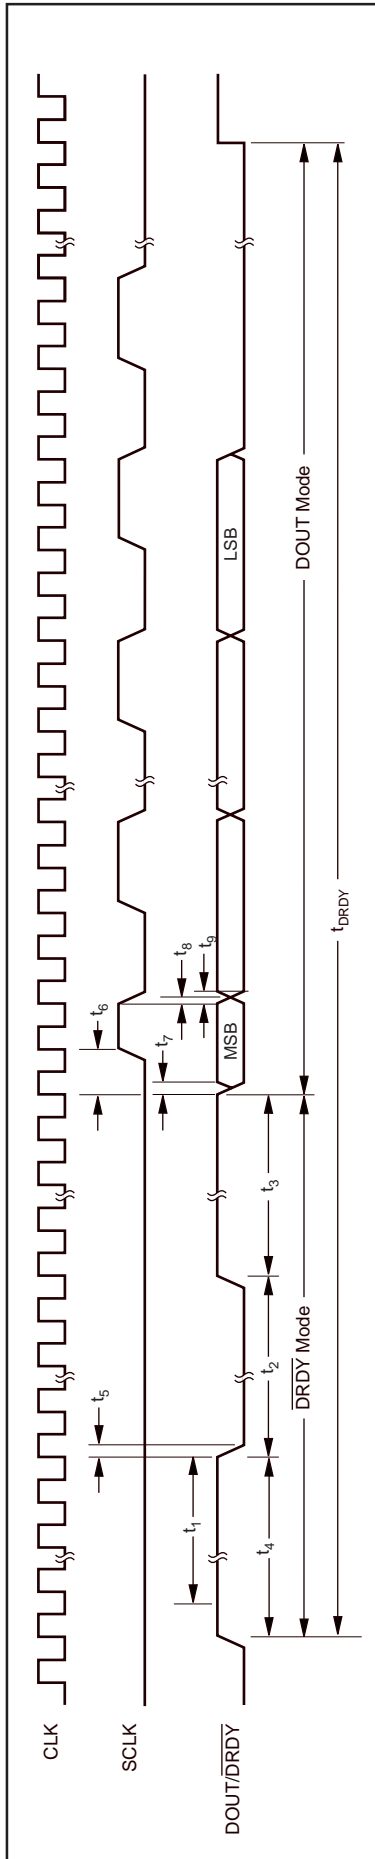 CLK
SCLK
DOUT/DRDY
t1
t4
t5
t2
t3
DRDY Mode
t6
t7
t8
t9
MSB
LSB
DOUT Mode
tDRDY